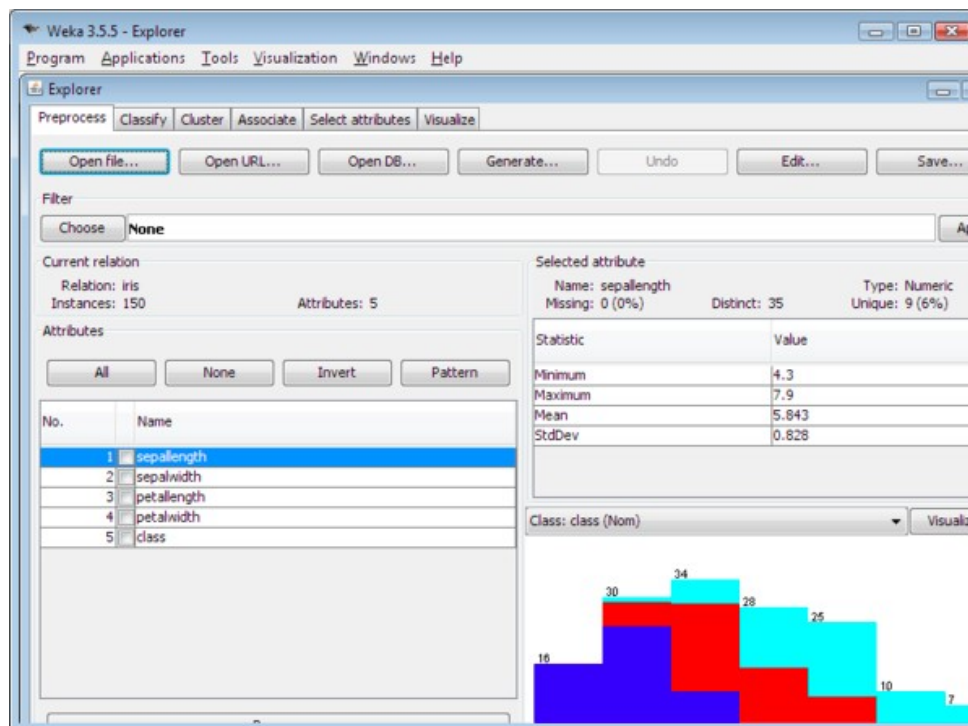 Weka 3.5.5 - Explorer
Program Applications Tools Visualization Windows Help
Explorer
Preprocess Classify Cluster Associate Select attributes Visualize
Open file... Open URL... Open DB... Generate... Undo Edit... Save...
Filter
Choose None
Current relation
Relation: iris
Instances: 150 Attributes: 5
Attributes
All None Invert Pattern
No. Name
1 sepallength
2 sepalwidth
3 petallength
4 petalwidth
5 class
Selected attribute
Name: sepallength Type: Numeric
Missing: 0 (0%) Distinct: 35 Unique: 9 (6%)
Statistic Value
Minimum 4.3
Maximum 7.9
Mean 5.843
StdDev 0.828
Class: class (Nom)
16 30 34 28 25 10 7